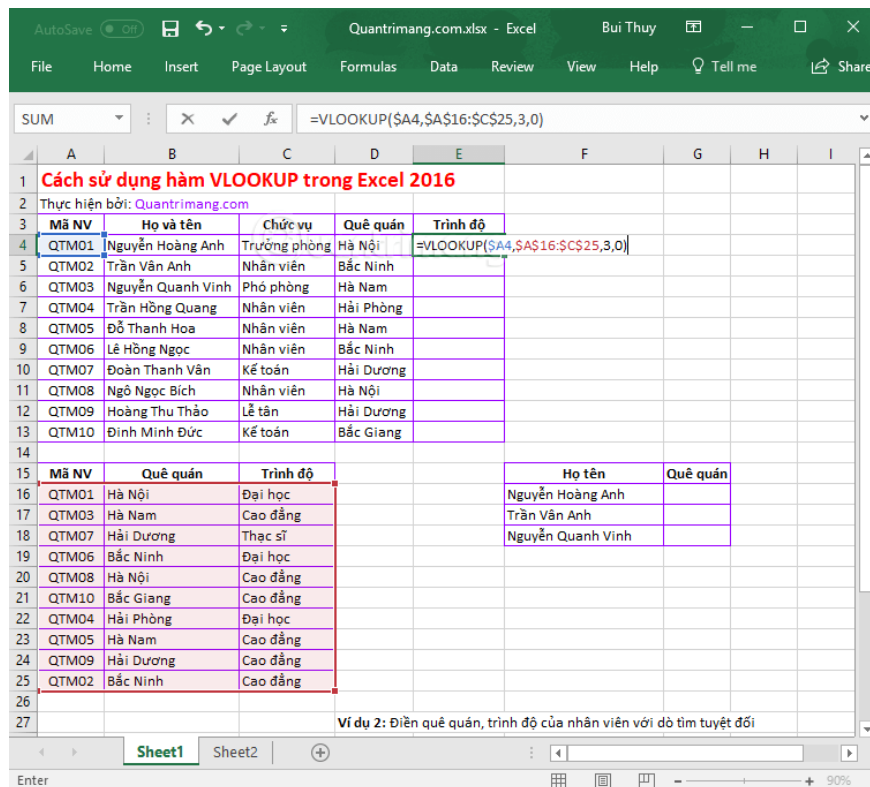 AutoSave Off Quantrimang.com.xlsx - Excel Bui Thuy
File Home Insert Page Layout Formulas Data Review View Help Tell me Share
SUM fx =VLOOKUP($A4,$A$16:$C$25,3,0)
A B C D E F G H I
1 Cách sử dụng hàm VLOOKUP trong Excel 2016
2 Thực hiện bởi: Quantrimang.com
3 Mã NV Họ và tên Chức vụ Quê quán Trình độ
4 QTM01 Nguyễn Hoàng Anh Trưởng phòng Hà Nội =VLOOKUP($A4,$A$16:$C$25,3,0)
5 QTM02 Trần Vân Anh Nhân viên Bắc Ninh
6 QTM03 Nguyễn Quanh Vinh Phó phòng Hà Nam
7 QTM04 Trần Hồng Quang Nhân viên Hải Phòng
8 QTM05 Đỗ Thanh Hoa Nhân viên Hà Nam
9 QTM06 Lê Hồng Ngọc Nhân viên Bắc Ninh
10 QTM07 Đoàn Thanh Vân Kế toán Hải Dương
11 QTM08 Ngô Ngọc Bích Nhân viên Hà Nội
12 QTM09 Hoàng Thu Thảo Lễ tân Hải Dương
13 QTM10 Đinh Minh Đức Kế toán Bắc Giang
14
15 Mã NV Quê quán Trình độ Họ tên Quê quán
16 QTM01 Hà Nội Đại học Nguyễn Hoàng Anh
17 QTM03 Hà Nam Cao đẳng Trần Vân Anh
18 QTM07 Hải Dương Thạc sĩ Nguyễn Quanh Vinh
19 QTM06 Bắc Ninh Đại học
20 QTM08 Hà Nội Cao đẳng
21 QTM10 Bắc Giang Cao đẳng
22 QTM04 Hải Phòng Đại học
23 QTM05 Hà Nam Cao đẳng
24 QTM09 Hải Dương Cao đẳng
25 QTM02 Bắc Ninh Cao đẳng
26
27 Ví dụ 2: Điền quê quán, trình độ của nhân viên với dò tìm tuyệt đối
Sheet1 Sheet2
Enter 90%